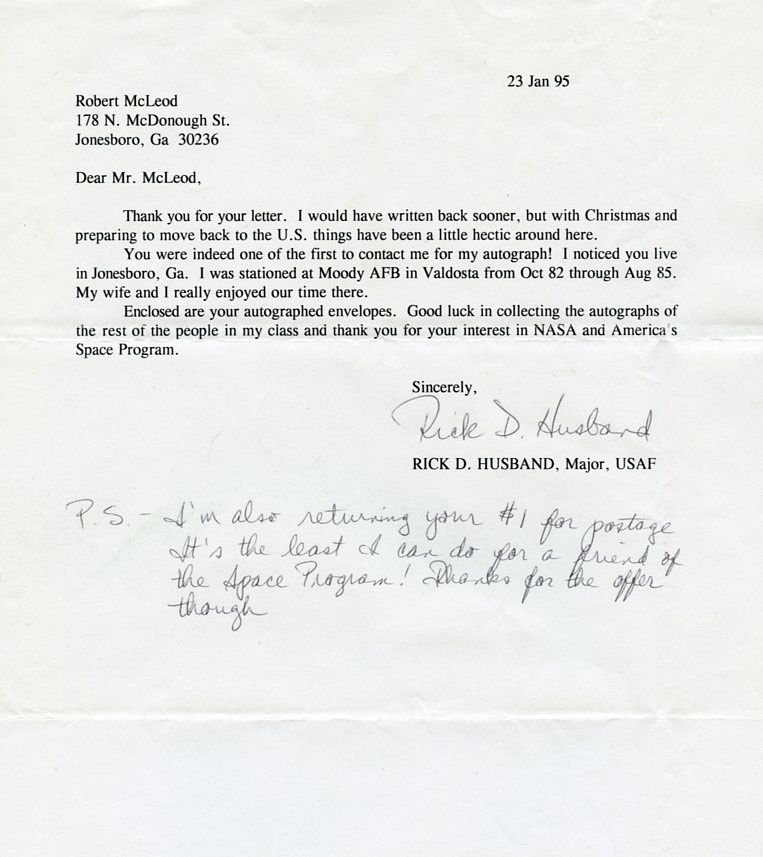 23 Jan 95
Robert McLeod
178 N. McDonough St.
Jonesboro, Ga 30236
Dear Mr. McLeod,
Thank you for your letter. I would have written back sooner, but with Christmas and
preparing to move back to the U.S. things have been a little hectic around here.
You were indeed one of the first to contact me for my autograph! I noticed you live
in Jonesboro, Ga. I was stationed at Moody AFB in Valdosta from Oct 82 through Aug 85.
My wife and I really enjoyed our time there.
Enclosed are your autographed envelopes. Good luck in collecting the autographs of
the rest of the people in my class and thank you for your interest in NASA and America's
Space Program.
Sincerely,
Rick D. Husband
RICK D. HUSBAND, Major, USAF
P.S. - I'm also returning your $1 for postage
It's the least I can do for a friend of
the Space Program! Thanks for the offer
though